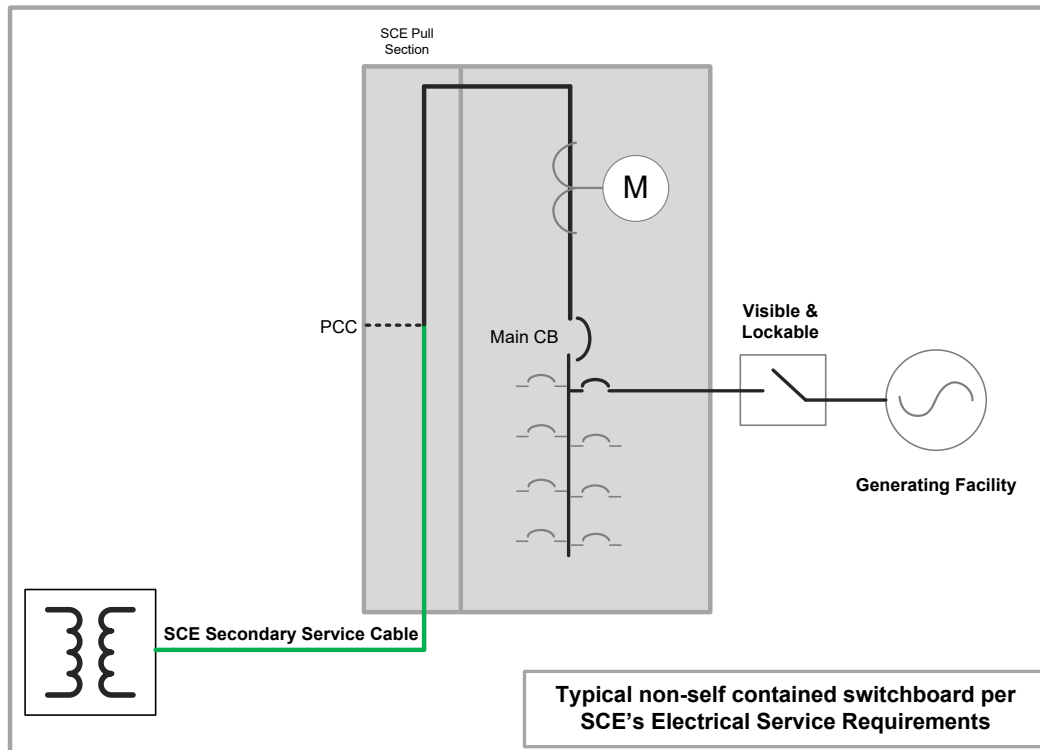 SCE Pull
Section
M
PCC
Main CB
Visible &
Lockable
Generating Facility
SCE Secondary Service Cable
Typical non-self contained switchboard per
SCE’s Electrical Service Requirements